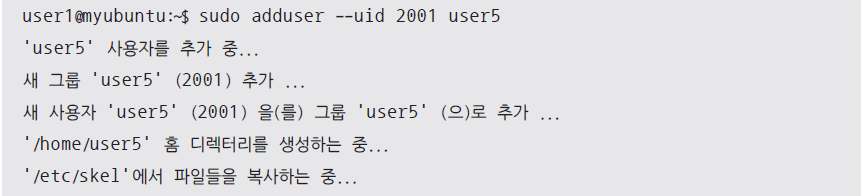 user1@myubuntu:~$ sudo adduser --uid 2001 user5
'user5' 사용자를 추가 중...
새 그룹 'user5' (2001) 추가 ...
새 사용자 'user5' (2001) 을(를) 그룹 'user5' (으)로 추가 ...
'/home/user5' 홈 디렉터리를 생성하는 중...
'/etc/skel'에서 파일들을 복사하는 중...